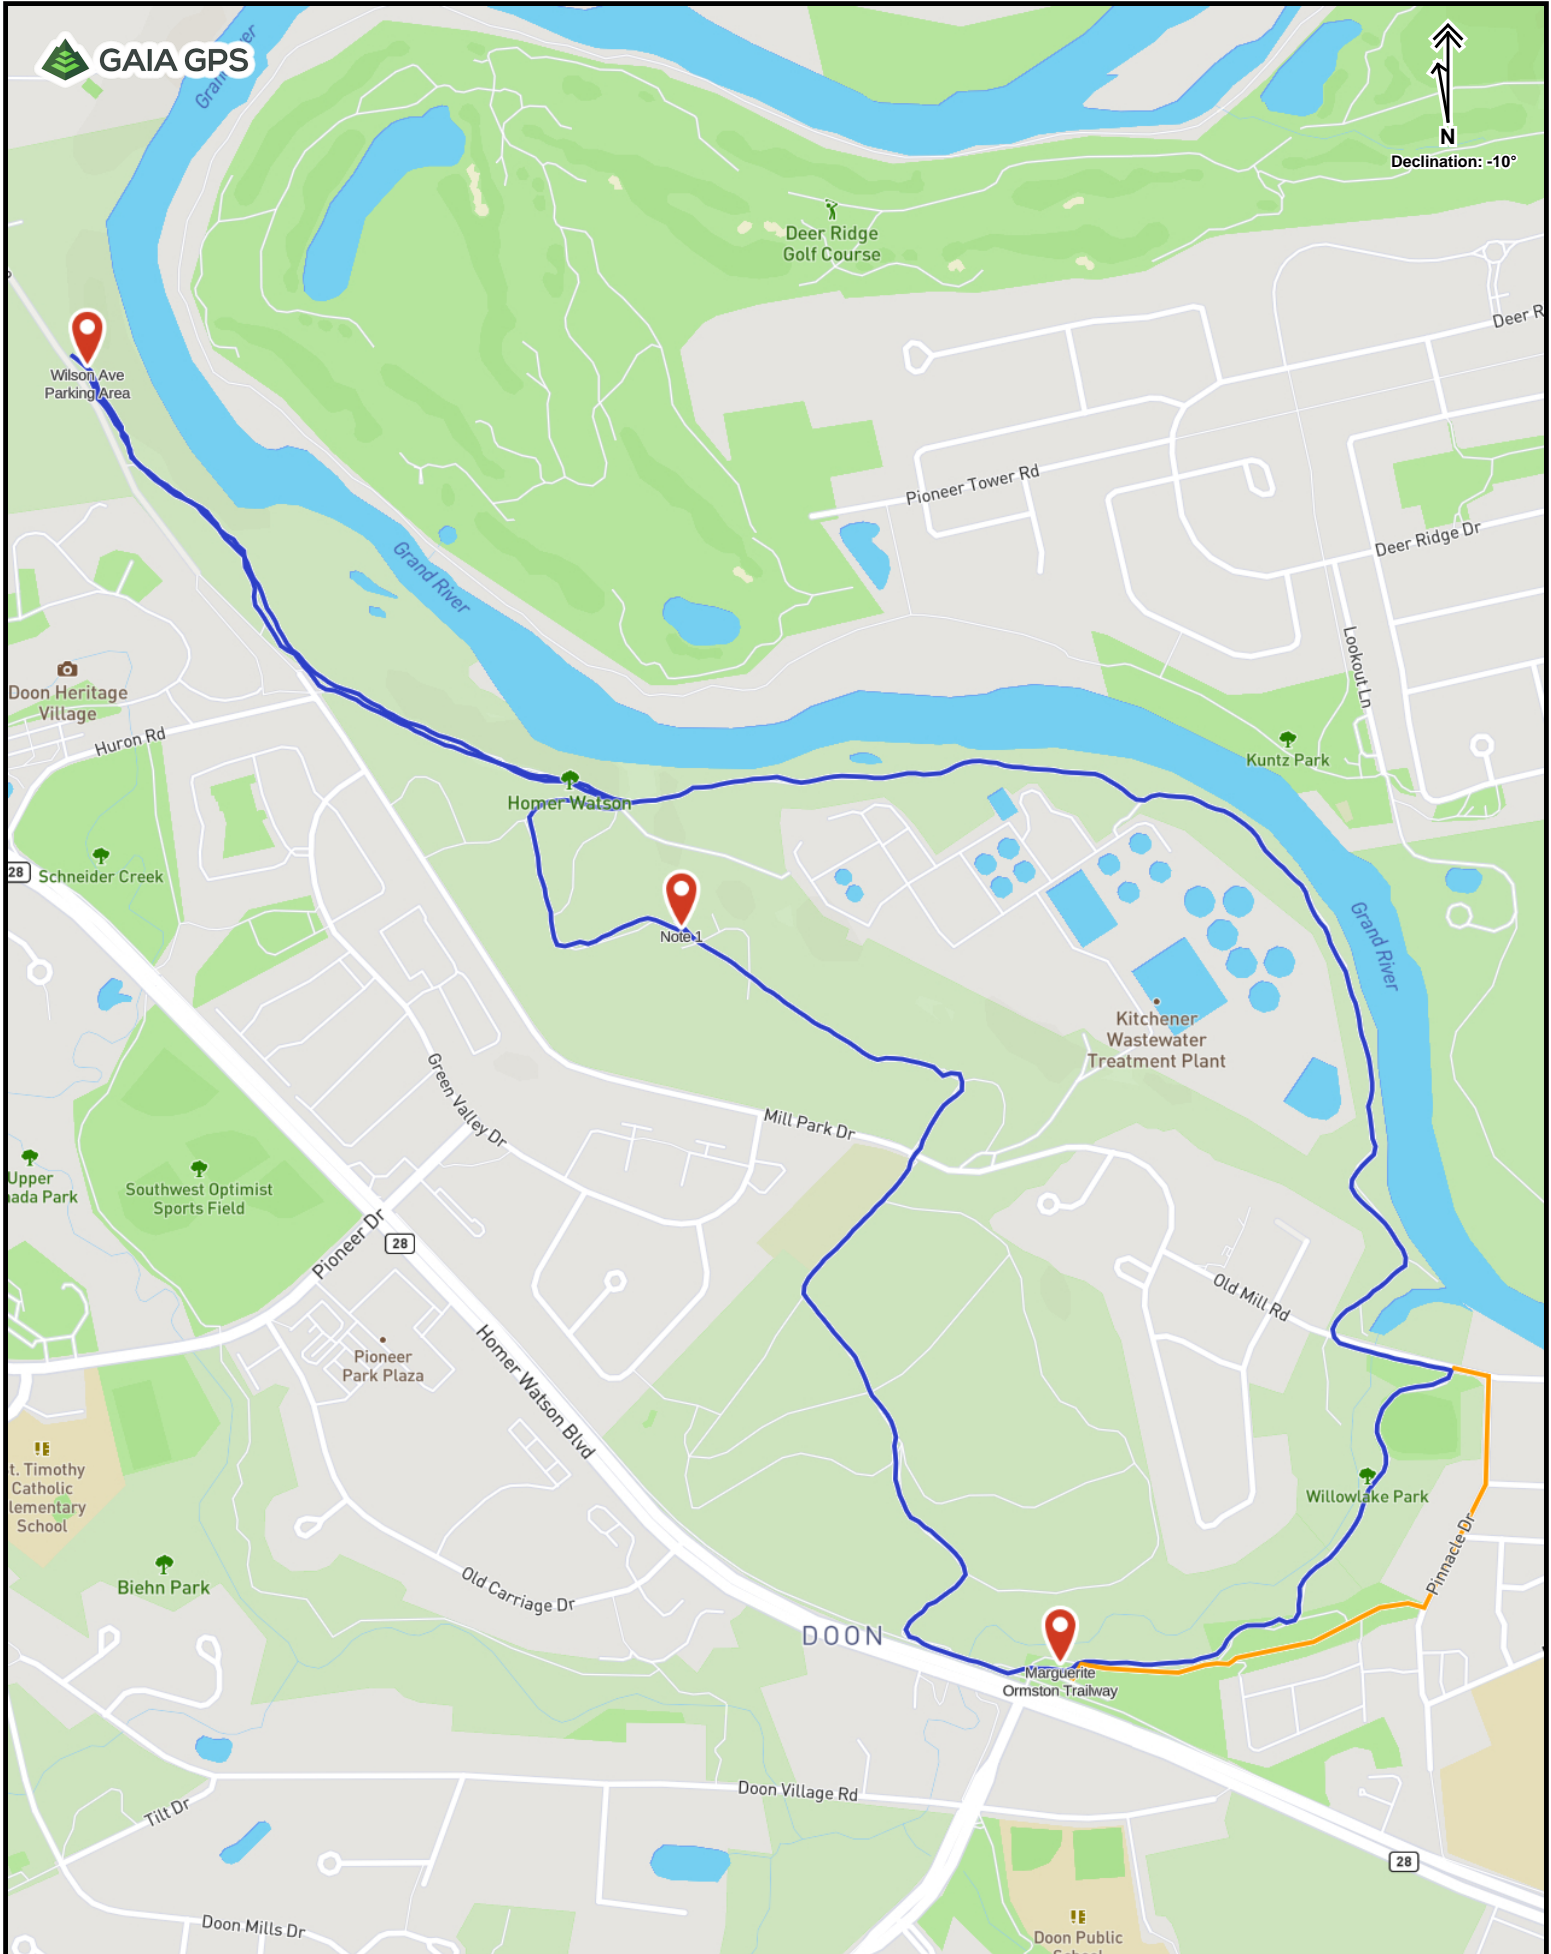 GAIA GPS
Grand River
N
Declination: -10°
Deer Ridge
Golf Course
Deer R
Wilson Ave
Parking Area
Pioneer Tower Rd
Deer Ridge Dr
Grand River
Lookout Ln
Doon Heritage
Village
Huron Rd
Kuntz Park
Homer Watson
28
Schneider Creek
Note 1
Grand River
Kitchener
Wastewater
Treatment Plant
Green Valley Dr
Mill Park Dr
Upper
nada Park
Southwest Optimist
Sports Field
Pioneer Dr
28
Old Mill Rd
Pioneer
Park Plaza
Homer Watson Blvd
t. Timothy
Catholic
lementary
School
Willowlake Park
Pinnacle Dr
Biehn Park
Old Carriage Dr
DOON
Marguerite
Ormston Trailway
Doon Village Rd
Tilt Dr
28
Doon Mills Dr
Doon Public
School